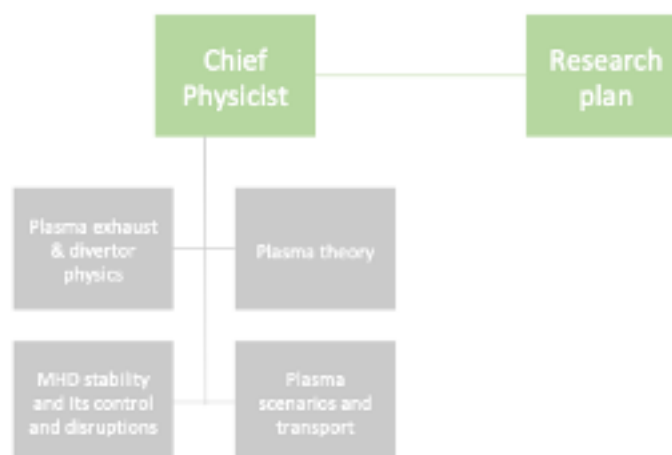 Chief
Physicist
Research
plan
Plasma exhaust
& divertor
physics
Plasma theory
MHD stability
and its control
and disruptions
Plasma
scenarios and
transport